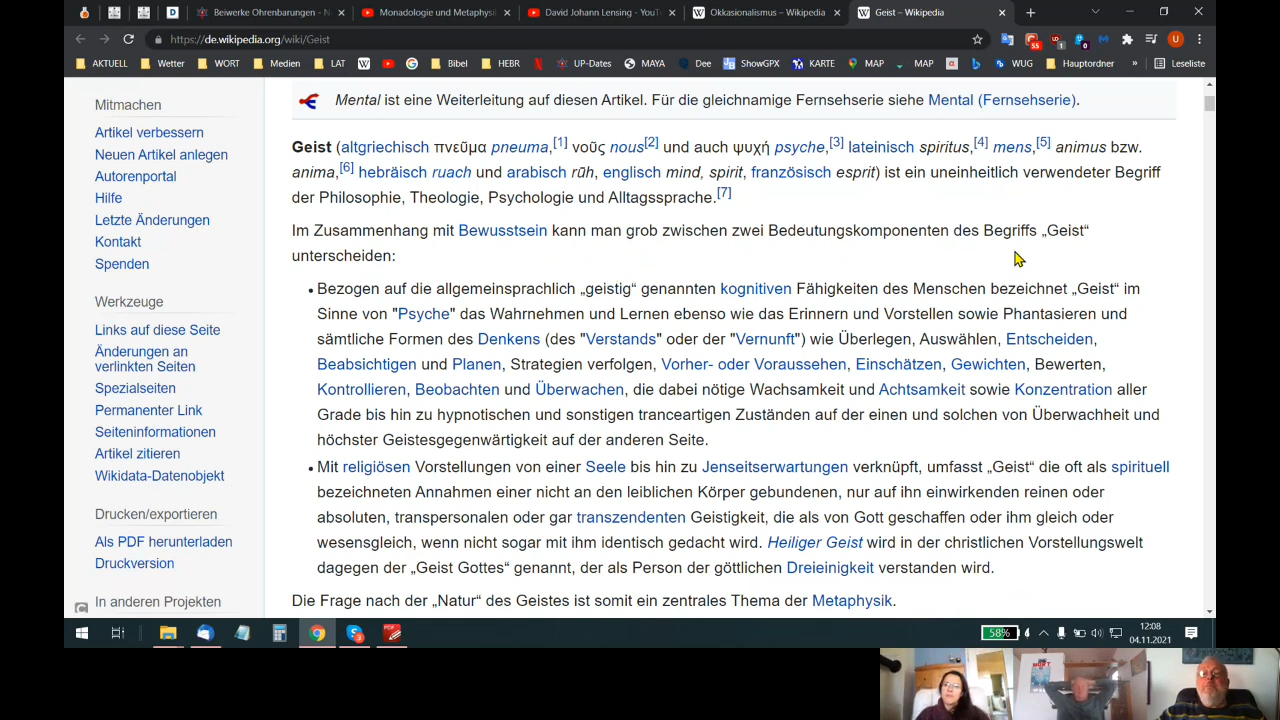 Beiwerke Ohrenbarungen - N
Monadologie und Metaphysi
David Johann Lensing - YouT
Okkasionalismus – Wikipedia
Geist – Wikipedia
https://de.wikipedia.org/wiki/Geist
55
1
0
U
AKTUELL Wetter WORT Medien LAT Bibel HEBR UP-Dates MAYA Dee ShowGPX KARTE MAP MAP WUG Hauptordner » Leseliste
Mitmachen
Artikel verbessern
Neuen Artikel anlegen
Autorenportal
Hilfe
Letzte Änderungen
Kontakt
Spenden
Werkzeuge
Links auf diese Seite
Änderungen an
verlinkten Seiten
Spezialseiten
Permanenter Link
Seiteninformationen
Artikel zitieren
Wikidata-Datenobjekt
Drucken/exportieren
Als PDF herunterladen
Druckversion
In anderen Projekten
Mental ist eine Weiterleitung auf diesen Artikel. Für die gleichnamige Fernsehserie siehe Mental (Fernsehserie).
Geist (altgriechisch πνεῦμα pneuma,[1] νοῦς nous[2] und auch ψυχή psyche,[3] lateinisch spiritus,[4] mens,[5] animus bzw.
anima,[6] hebräisch ruach und arabisch rūh, englisch mind, spirit, französisch esprit) ist ein uneinheitlich verwendeter Begriff
der Philosophie, Theologie, Psychologie und Alltagssprache.[7]
Im Zusammenhang mit Bewusstsein kann man grob zwischen zwei Bedeutungskomponenten des Begriffs „Geist“
unterscheiden:
• Bezogen auf die allgemeinsprachlich „geistig“ genannten kognitiven Fähigkeiten des Menschen bezeichnet „Geist“ im
Sinne von "Psyche" das Wahrnehmen und Lernen ebenso wie das Erinnern und Vorstellen sowie Phantasieren und
sämtliche Formen des Denkens (des "Verstands" oder der "Vernunft") wie Überlegen, Auswählen, Entscheiden,
Beabsichtigen und Planen, Strategien verfolgen, Vorher- oder Voraussehen, Einschätzen, Gewichten, Bewerten,
Kontrollieren, Beobachten und Überwachen, die dabei nötige Wachsamkeit und Achtsamkeit sowie Konzentration aller
Grade bis hin zu hypnotischen und sonstigen tranceartigen Zuständen auf der einen und solchen von Überwachheit und
höchster Geistesgegenwärtigkeit auf der anderen Seite.
• Mit religiösen Vorstellungen von einer Seele bis hin zu Jenseitserwartungen verknüpft, umfasst „Geist“ die oft als spirituell
bezeichneten Annahmen einer nicht an den leiblichen Körper gebundenen, nur auf ihn einwirkenden reinen oder
absoluten, transpersonalen oder gar transzendenten Geistigkeit, die als von Gott geschaffen oder ihm gleich oder
wesensgleich, wenn nicht sogar mit ihm identisch gedacht wird. Heiliger Geist wird in der christlichen Vorstellungswelt
dagegen der „Geist Gottes“ genannt, der als Person der göttlichen Dreieinigkeit verstanden wird.
Die Frage nach der „Natur“ des Geistes ist somit ein zentrales Thema der Metaphysik.
58%
12:08
04.11.2021